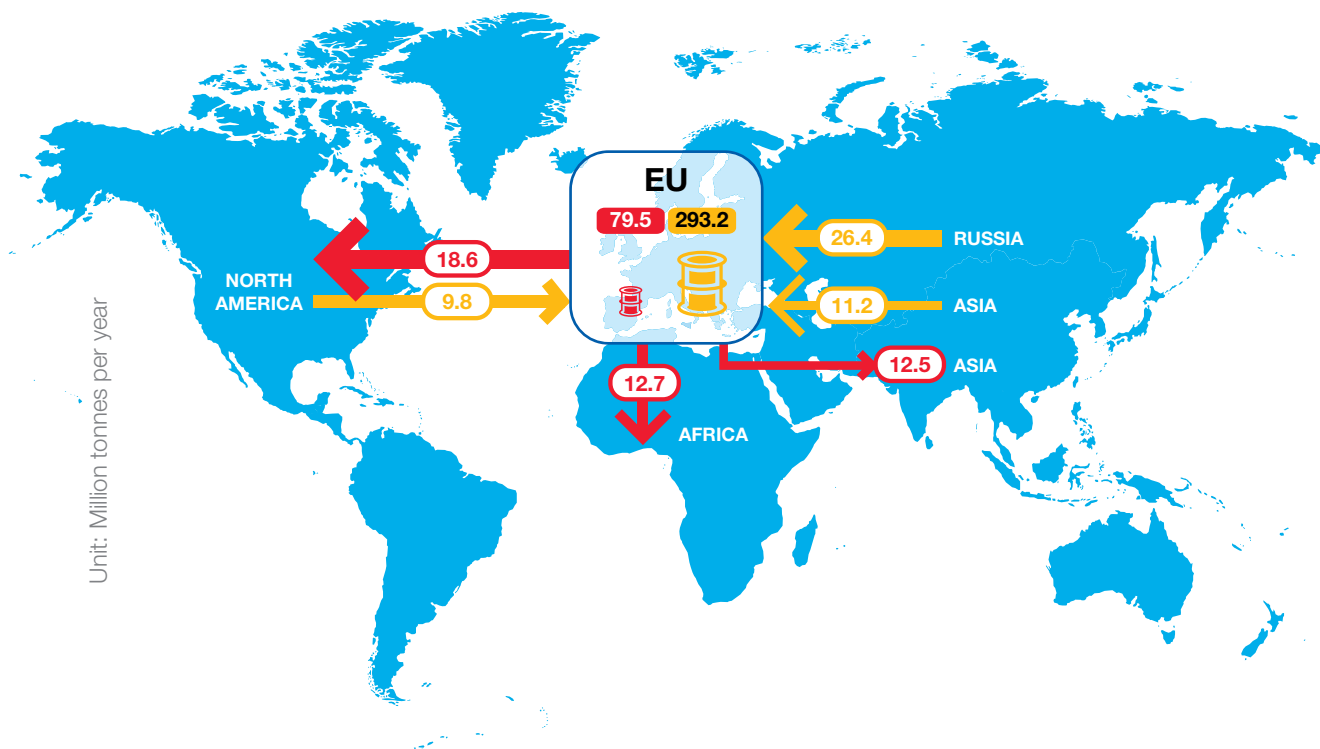 EU
79.5 293.2
26.4
RUSSIA
18.6
NORTH
AMERICA
9.8
11.2
ASIA
12.5
ASIA
12.7
AFRICA
Unit: Million tonnes per year